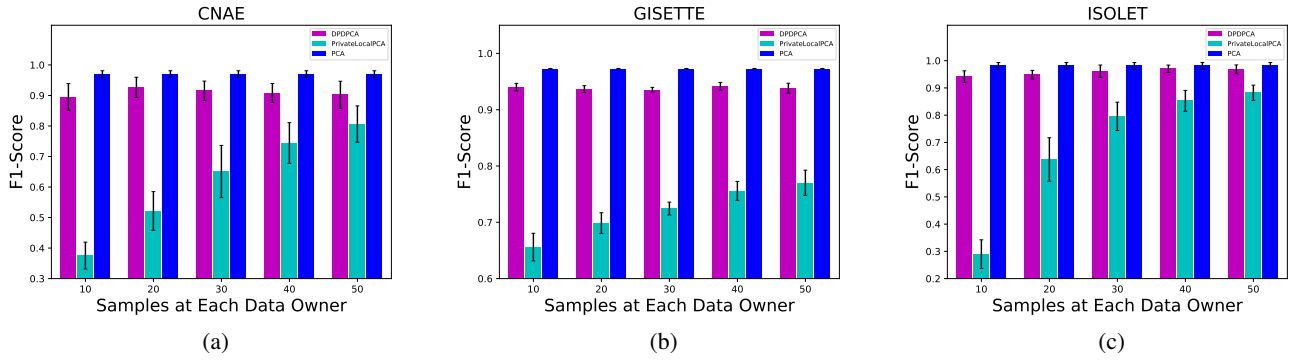 CNAE
DPDPCA
PrivateLocalPCA
PCA
1.0
0.9
0.8
0.7
0.6
0.5
0.4
0.3
F1-Score
10 20 30 40 50
Samples at Each Data Owner
(a)
GISETTE
DPDPCA
PrivateLocalPCA
PCA
1.0
0.9
0.8
0.7
0.6
F1-Score
10 20 30 40 50
Samples at Each Data Owner
(b)
ISOLET
DPDPCA
PrivateLocalPCA
PCA
1.0
0.9
0.8
0.7
0.6
0.5
0.4
0.3
0.2
F1-Score
10 20 30 40 50
Samples at Each Data Owner
(c)